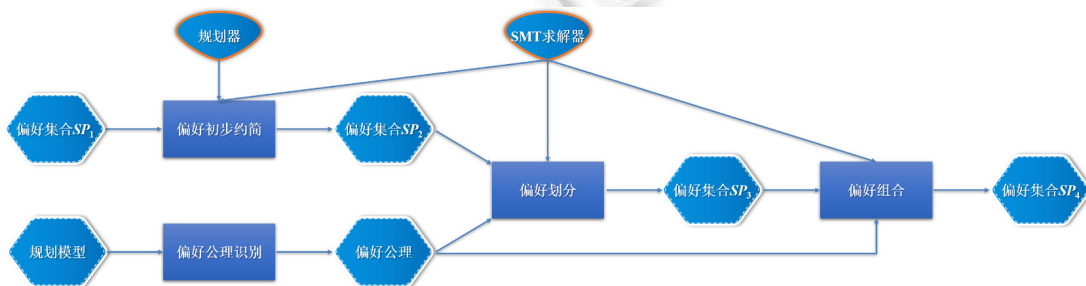 规划器
SMT求解器
偏好集合SP₁
偏好初步约简
偏好集合SP₂
偏好划分
偏好集合SP₃
偏好组合
偏好集合SP₄
规划模型
偏好公理识别
偏好公理